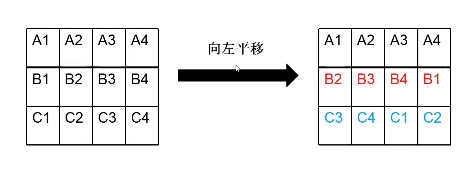 A1 A2 A3 A4
B1 B2 B3 B4
C1 C2 C3 C4
向左平移
A1 A2 A3 A4
B2 B3 B4 B1
C3 C4 C1 C2